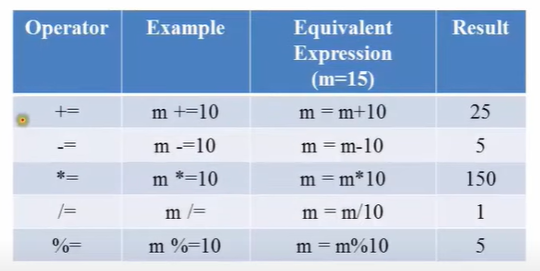 Operator Example Equivalent Expression (m=15) Result
+= m +=10 m = m+10 25
-= m -=10 m = m-10 5
*= m *=10 m = m*10 150
/= m /= m = m/10 1
%= m %=10 m = m%10 5